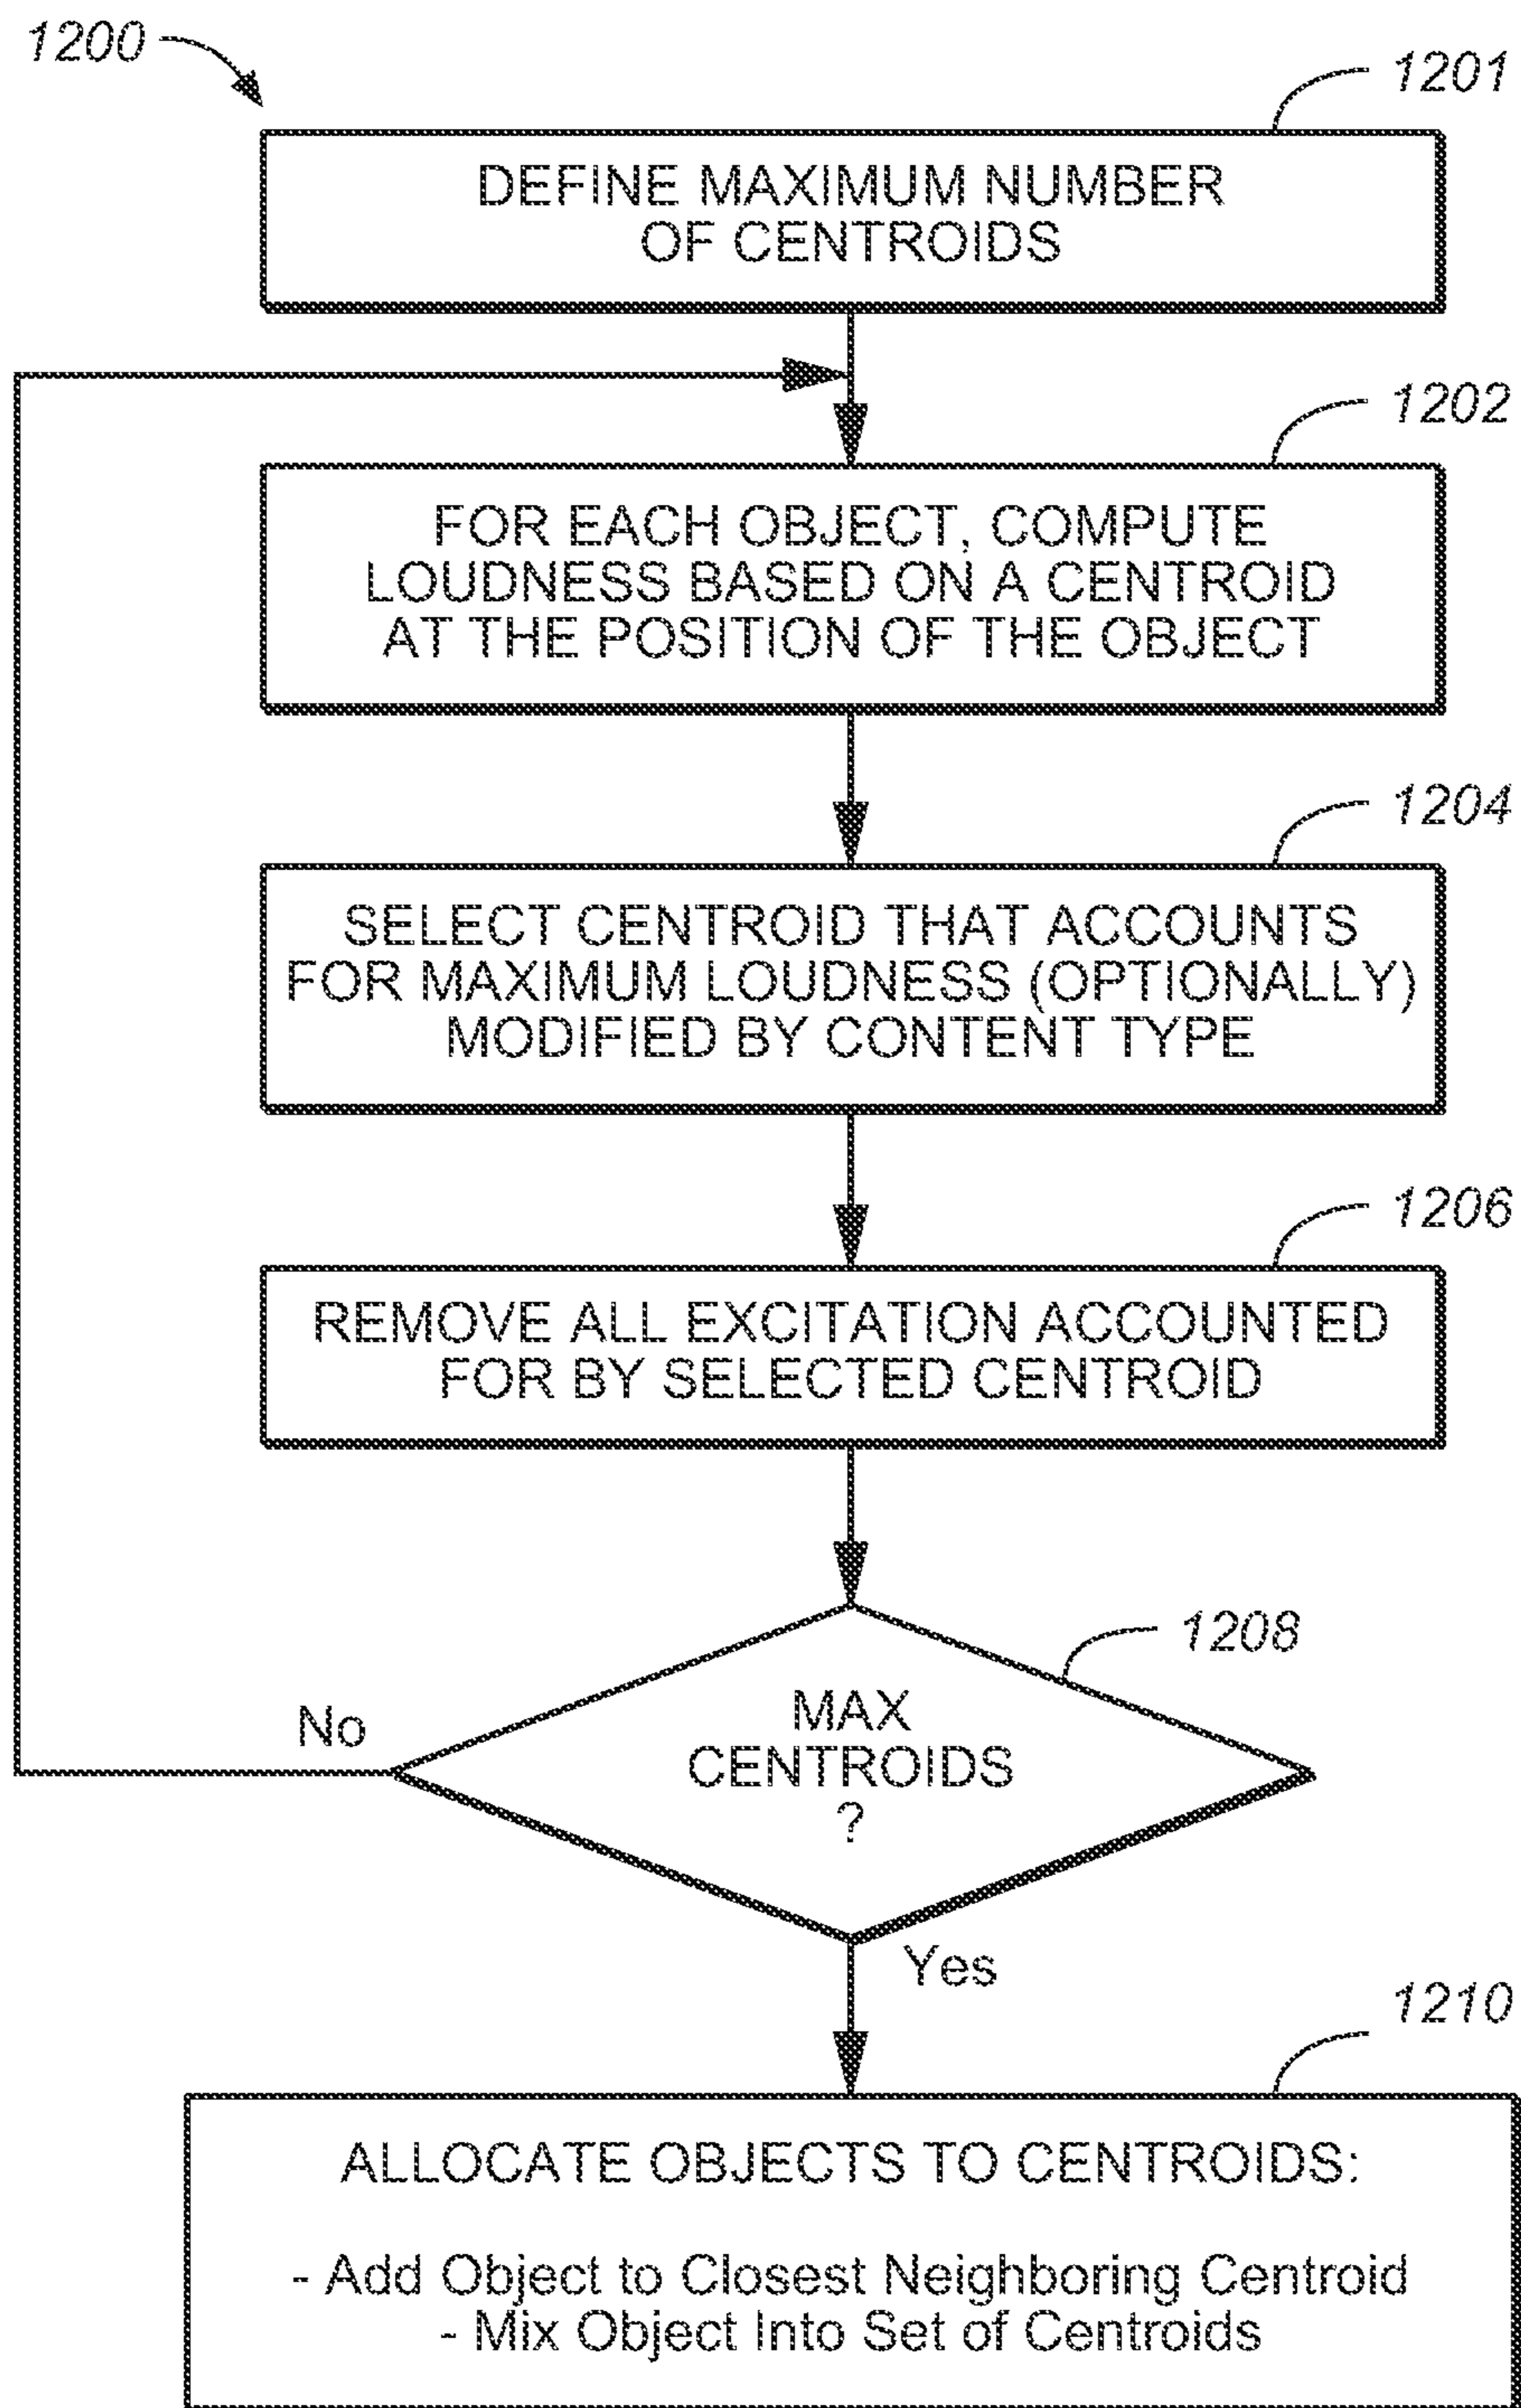 1200
1201
DEFINE MAXIMUM NUMBER
OF CENTROIDS
1202
FOR EACH OBJECT, COMPUTE
LOUDNESS BASED ON A CENTROID
AT THE POSITION OF THE OBJECT
1204
SELECT CENTROID THAT ACCOUNTS
FOR MAXIMUM LOUDNESS (OPTIONALLY)
MODIFIED BY CONTENT TYPE
1206
REMOVE ALL EXCITATION ACCOUNTED
FOR BY SELECTED CENTROID
1208
MAX
CENTROIDS
?
No
Yes
1210
ALLOCATE OBJECTS TO CENTROIDS:
- Add Object to Closest Neighboring Centroid
- Mix Object Into Set of Centroids